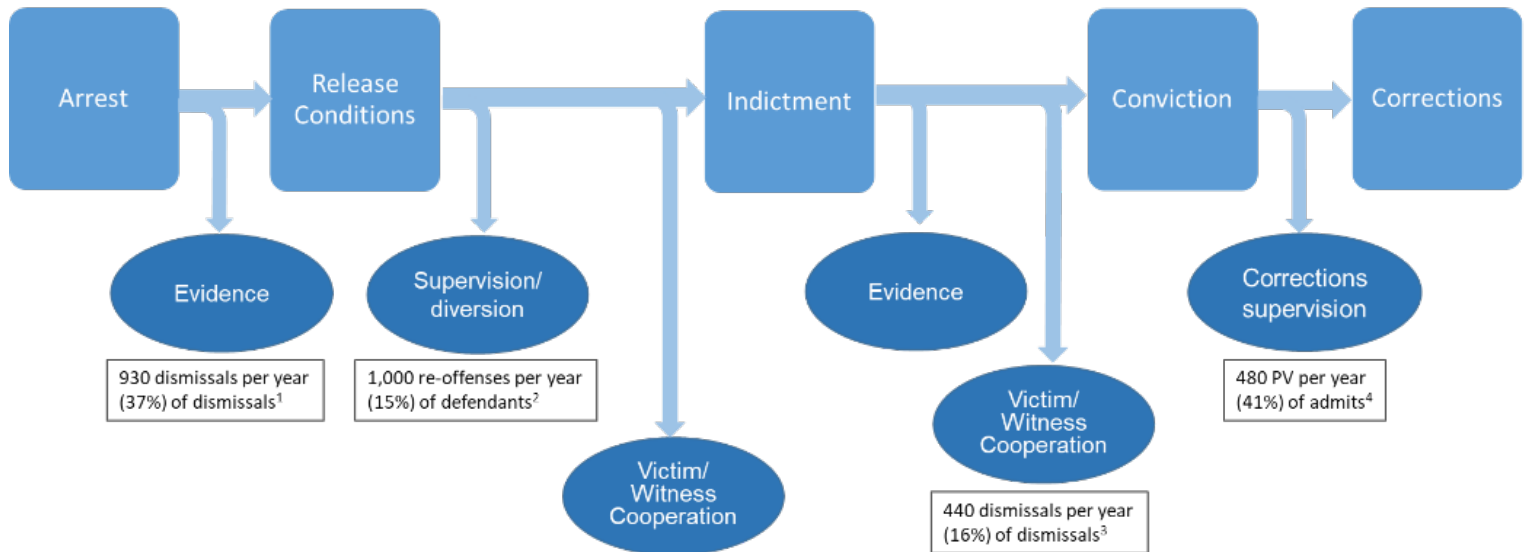 Arrest
Release
Conditions
Indictment
Conviction
Corrections
Evidence
930 dismissals per year
(37%) of dismissals¹
Supervision/
diversion
1,000 re-offenses per year
(15%) of defendants²
Victim/
Witness
Cooperation
Evidence
Victim/
Witness
Cooperation
440 dismissals per year
(16%) of dismissals³
Corrections
supervision
480 PV per year
(41%) of admits⁴